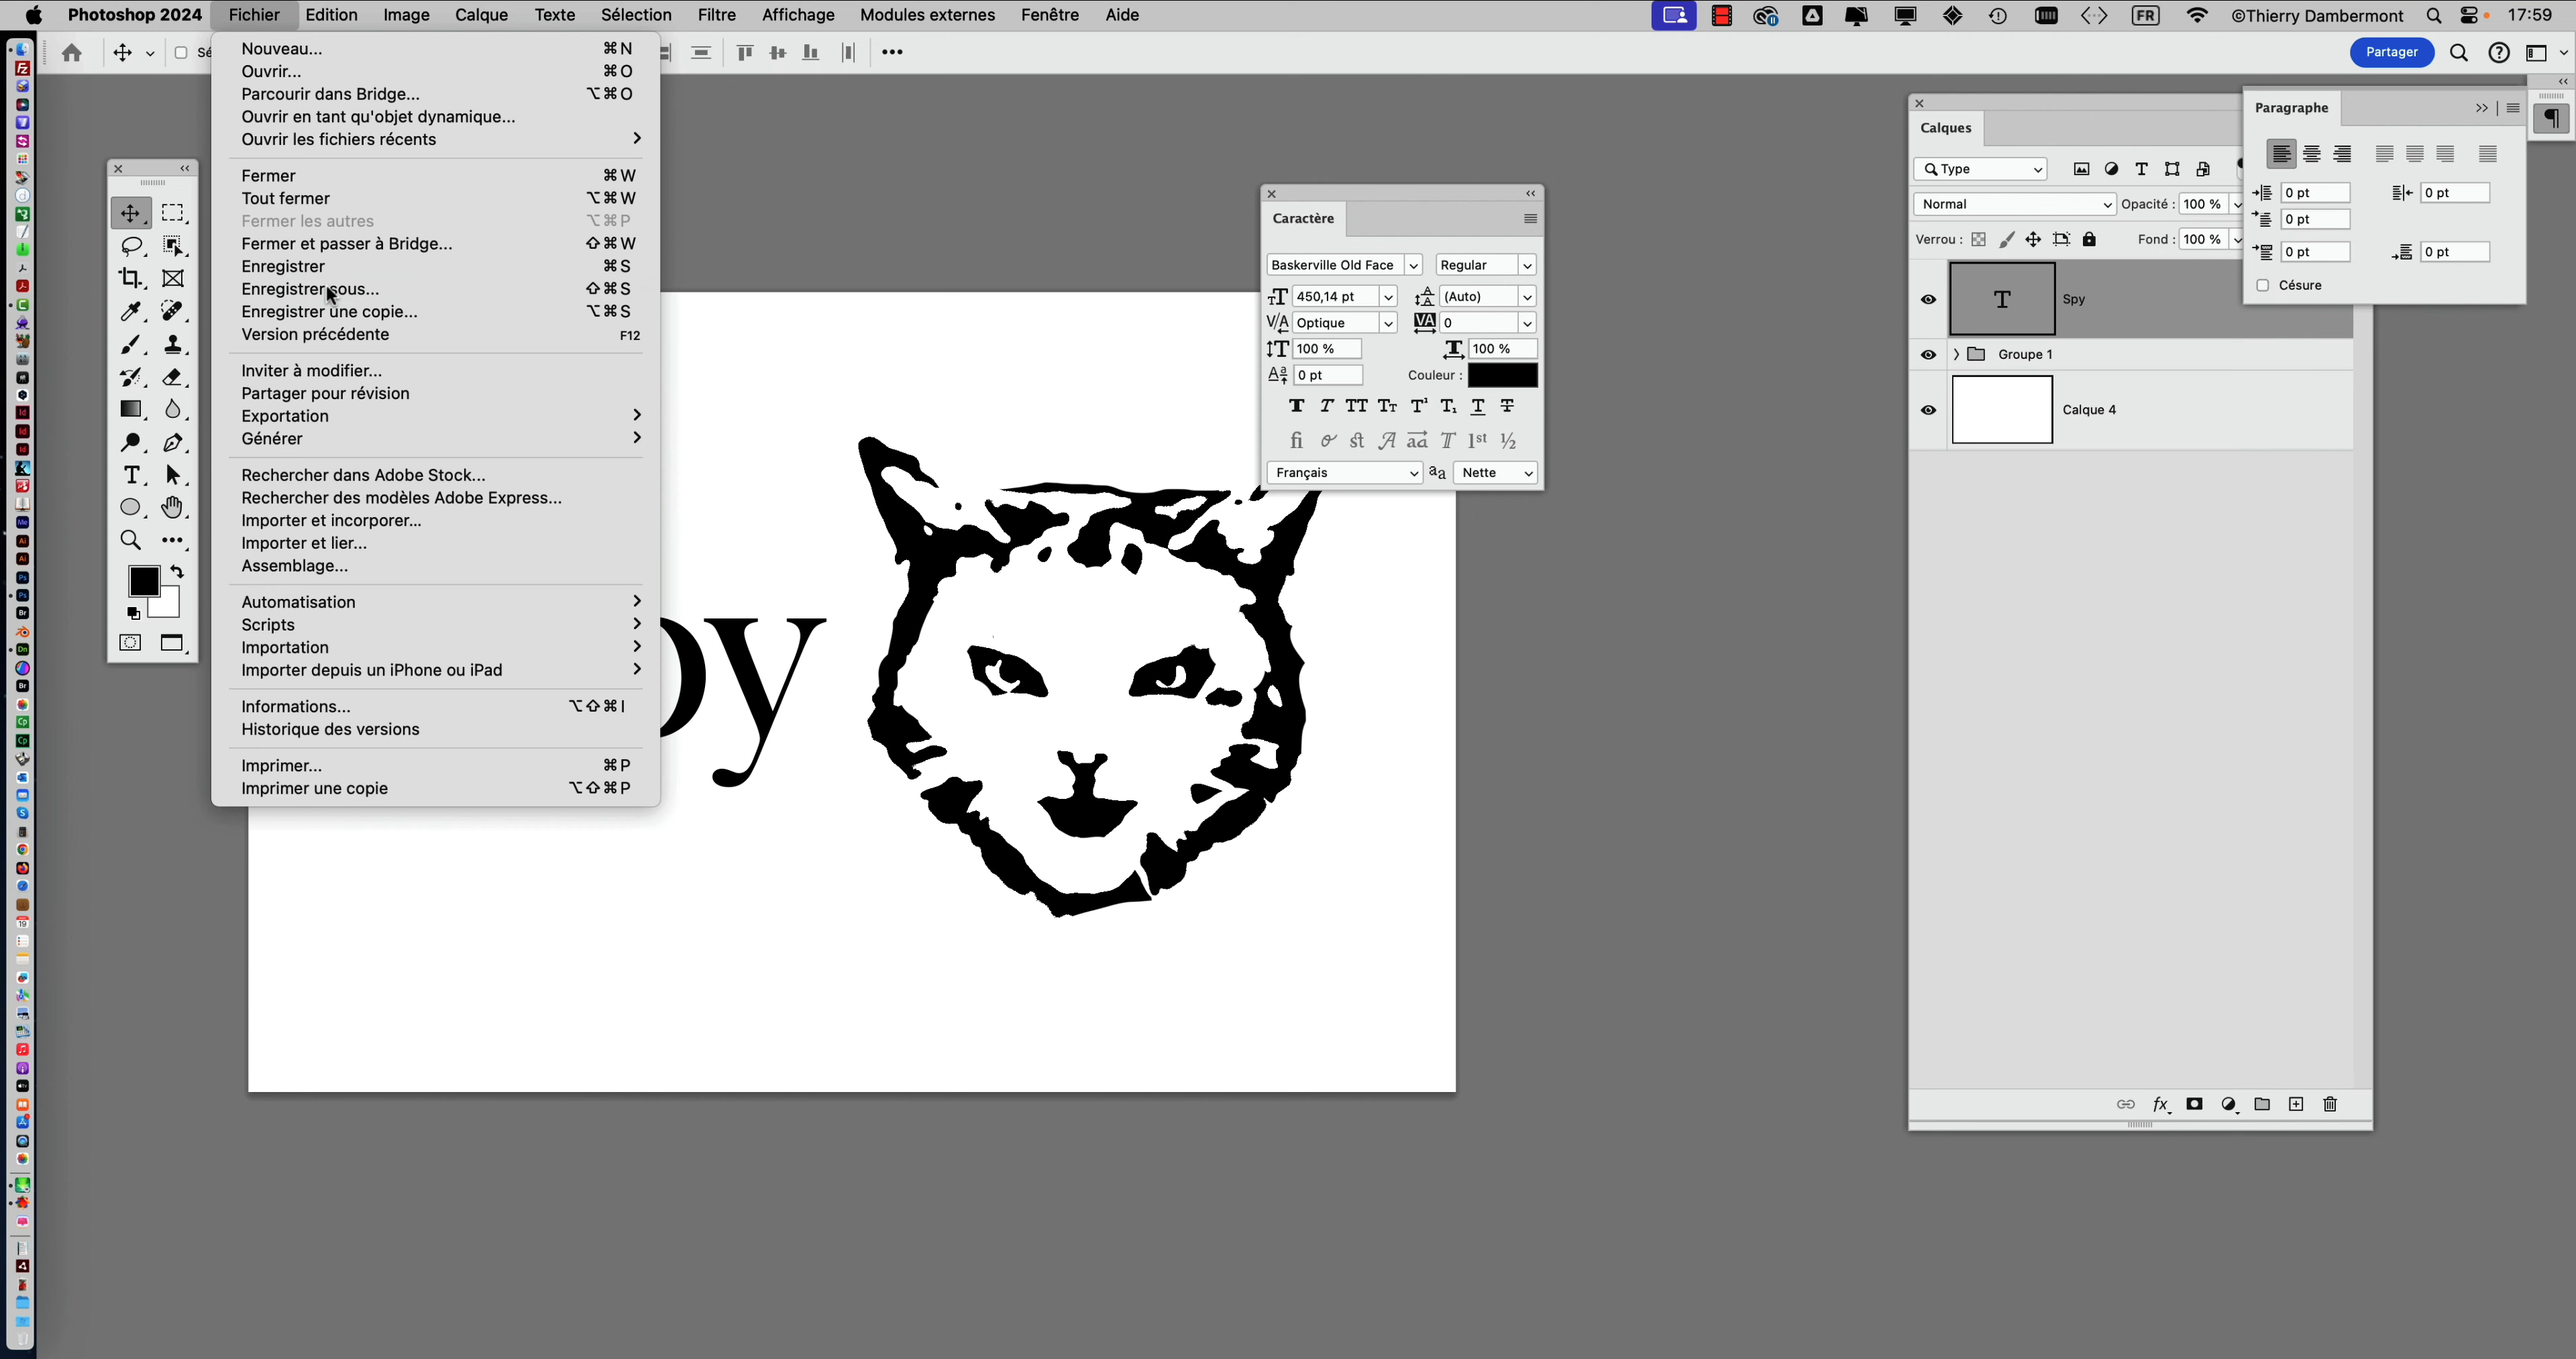 Photoshop 2024 Fichier Edition Image Calque Texte Sélection Filtre Affichage Modules externes Fenêtre Aide FR ©Thierry Dambermont 17:59
Sé
Partager
Nouveau... ⌘N
Ouvrir... ⌘O
Parcourir dans Bridge... ⌥⌘O
Ouvrir en tant qu'objet dynamique...
Ouvrir les fichiers récents
Fermer ⌘W
Tout fermer ⌥⌘W
Fermer les autres ⌥⌘P
Fermer et passer à Bridge... ⇧⌘W
Enregistrer ⌘S
Enregistrer sous... ⇧⌘S
Enregistrer une copie... ⌥⌘S
Version précédente F12
Inviter à modifier...
Partager pour révision
Exportation
Générer
Rechercher dans Adobe Stock...
Rechercher des modèles Adobe Express...
Importer et incorporer...
Importer et lier...
Assemblage...
Automatisation
Scripts
Importation
Importer depuis un iPhone ou iPad
Informations... ⌥⇧⌘I
Historique des versions
Imprimer... ⌘P
Imprimer une copie ⌥⇧⌘P
py
Caractère
Baskerville Old Face Regular
450,14 pt (Auto)
Optique 0
100 % 100 %
0 pt Couleur :
Français Nette
Calques
Type
Normal Opacité : 100 %
Verrou : Fond : 100 %
Spy
Groupe 1
Calque 4
Paragraphe
0 pt 0 pt
0 pt
0 pt 0 pt
Césure